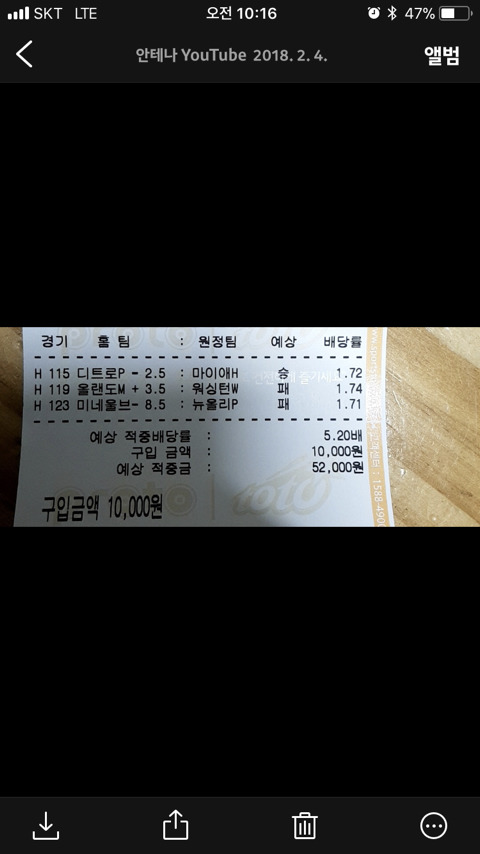 SKT LTE 오전 10:16 47%
안테나 YouTube 2018. 2. 4. 앨범
경기 홈 팀 : 원정팀 예상 배당률
H 115 디트로P - 2.5 : 마이애H 승 1.72
H 119 올랜도M + 3.5 : 워싱턴W 패 1.74
H 123 미네울브- 8.5 : 뉴올리P 패 1.71
예상 적중배당률 : 5.20배
구입 금액 : 10,000원
예상 적중금 : 52,000원
구입금액 10,000원
toto